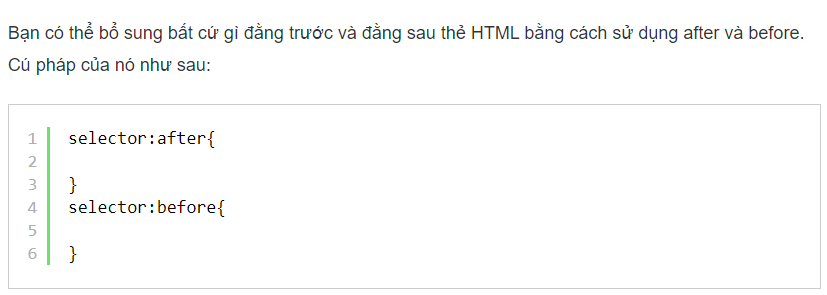 Bạn có thể bổ sung bất cứ gì đằng trước và đằng sau thẻ HTML bằng cách sử dụng after và before.
Cú pháp của nó như sau:
1 selector:after{
2
3 }
4 selector:before{
5
6 }